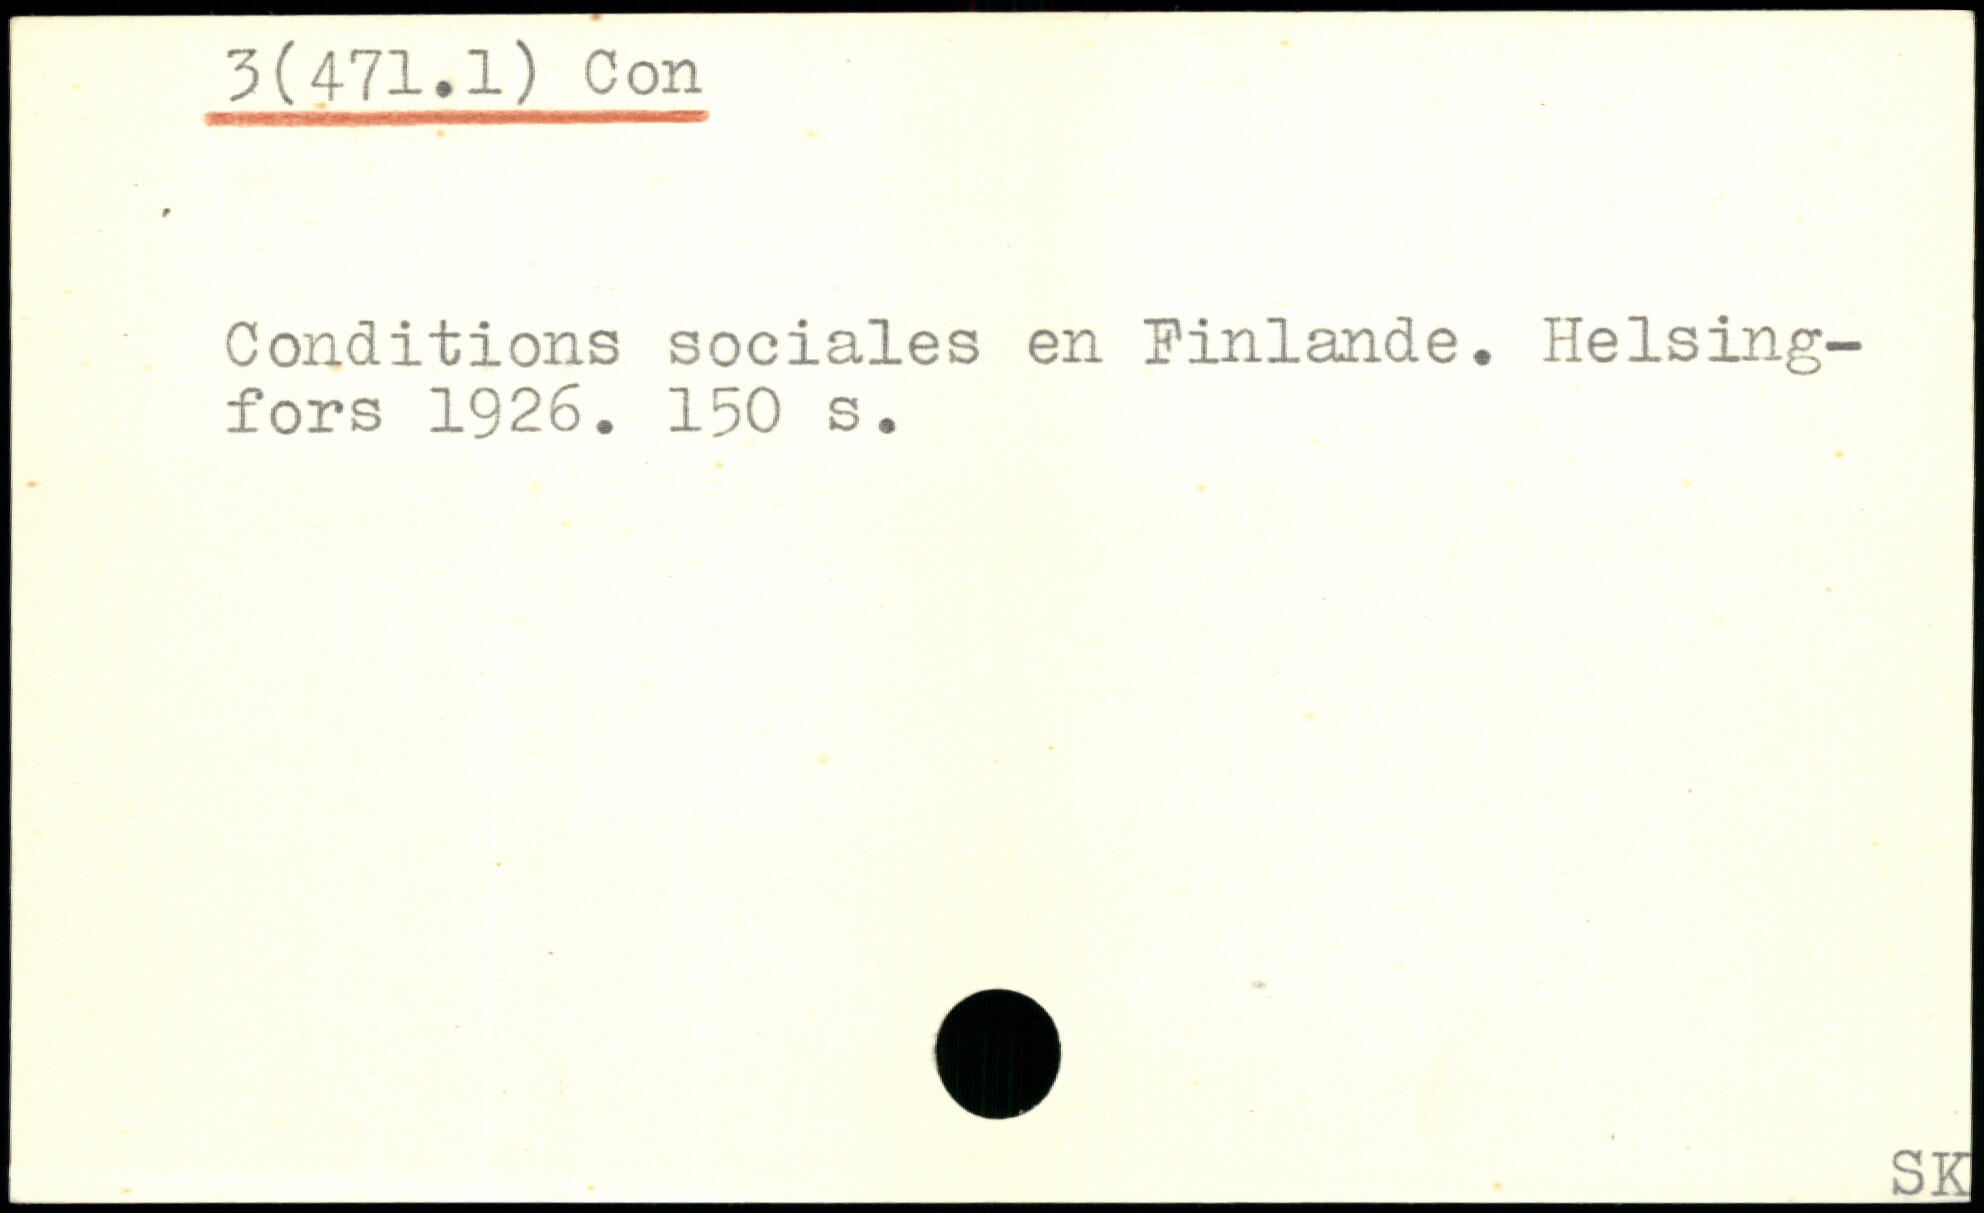 3(471.1) Con
Conditions sociales en Finlande. Helsing-
fors 1926. 150 s.
SK